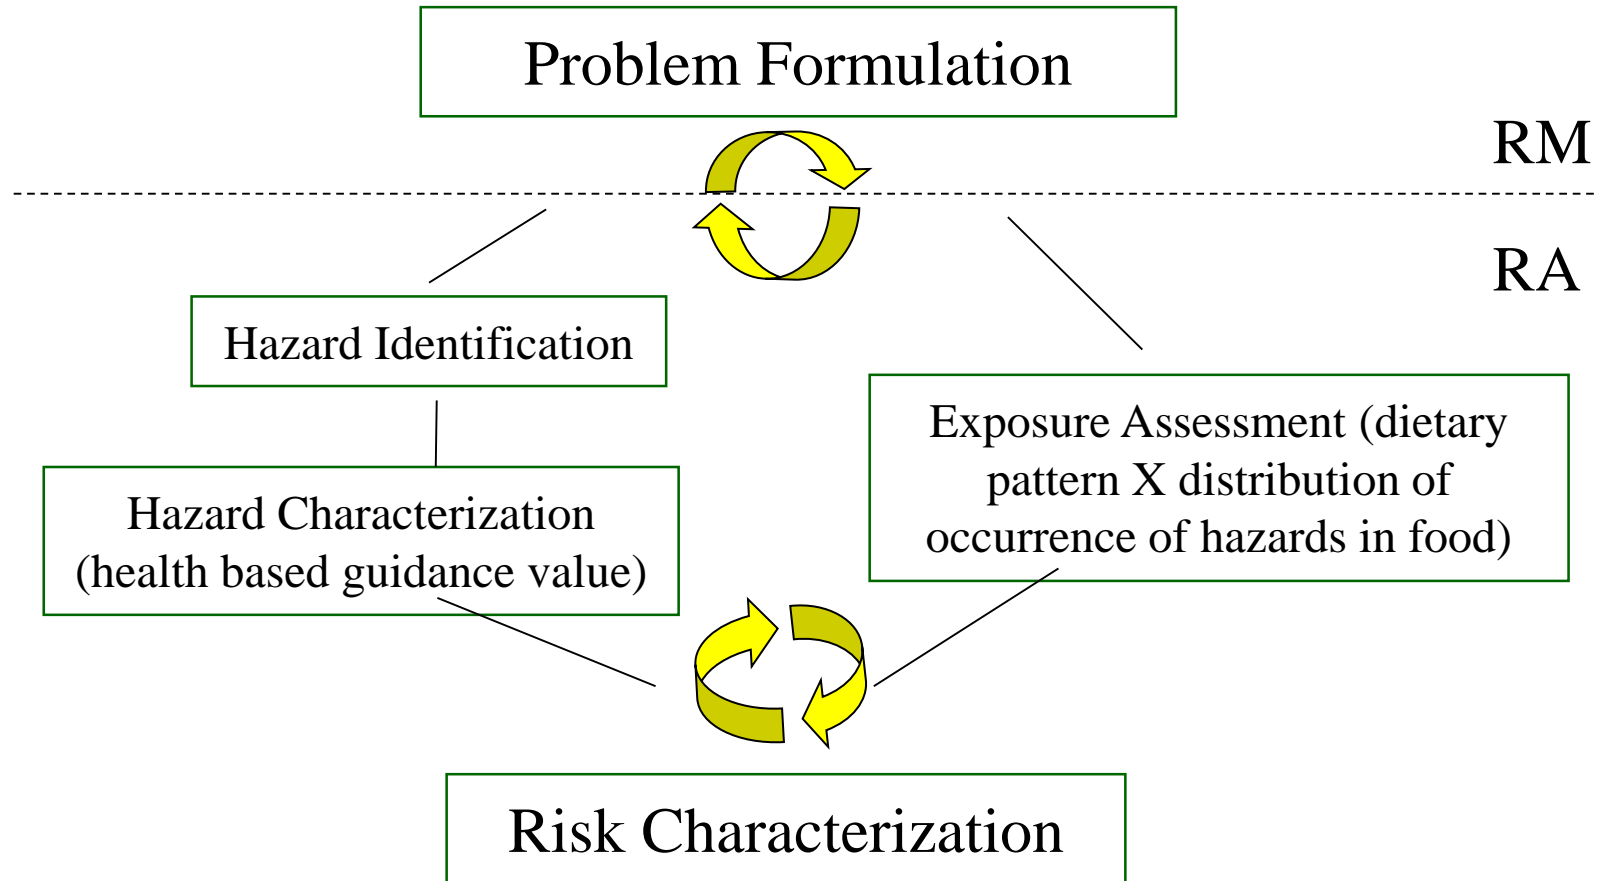 Problem Formulation
RM
RA
Hazard Identification
Exposure Assessment (dietary
pattern X distribution of
occurrence of hazards in food)
Hazard Characterization
(health based guidance value)
Risk Characterization